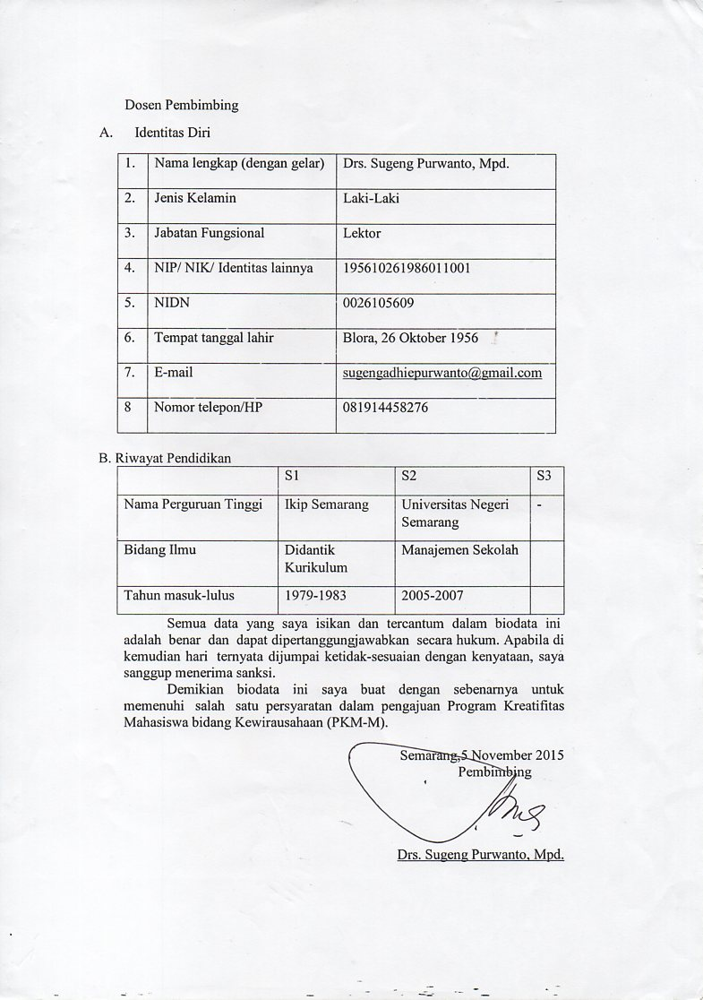 Dosen Pembimbing
A. Identitas Diri
1. Nama lengkap (dengan gelar) Drs. Sugeng Purwanto, Mpd.
2. Jenis Kelamin Laki-Laki
3. Jabatan Fungsional Lektor
4. NIP/ NIK/ Identitas lainnya 195610261986011001
5. NIDN 0026105609
6. Tempat tanggal lahir Blora, 26 Oktober 1956
7. E-mail sugengadhiepurwanto@gmail.com
8 Nomor telepon/HP 081914458276
B. Riwayat Pendidikan
S1 S2 S3
Nama Perguruan Tinggi Ikip Semarang Universitas Negeri -
Semarang
Bidang Ilmu Didantik Manajemen Sekolah
Kurikulum
Tahun masuk-lulus 1979-1983 2005-2007
Semua data yang saya isikan dan tercantum dalam biodata ini
adalah benar dan dapat dipertanggungjawabkan secara hukum. Apabila di
kemudian hari ternyata dijumpai ketidak-sesuaian dengan kenyataan, saya
sanggup menerima sanksi.
Demikian biodata ini saya buat dengan sebenarnya untuk
memenuhi salah satu persyaratan dalam pengajuan Program Kreatifitas
Mahasiswa bidang Kewirausahaan (PKM-M).
Semarang,5 November 2015
Pembimbing
Drs. Sugeng Purwanto, Mpd.